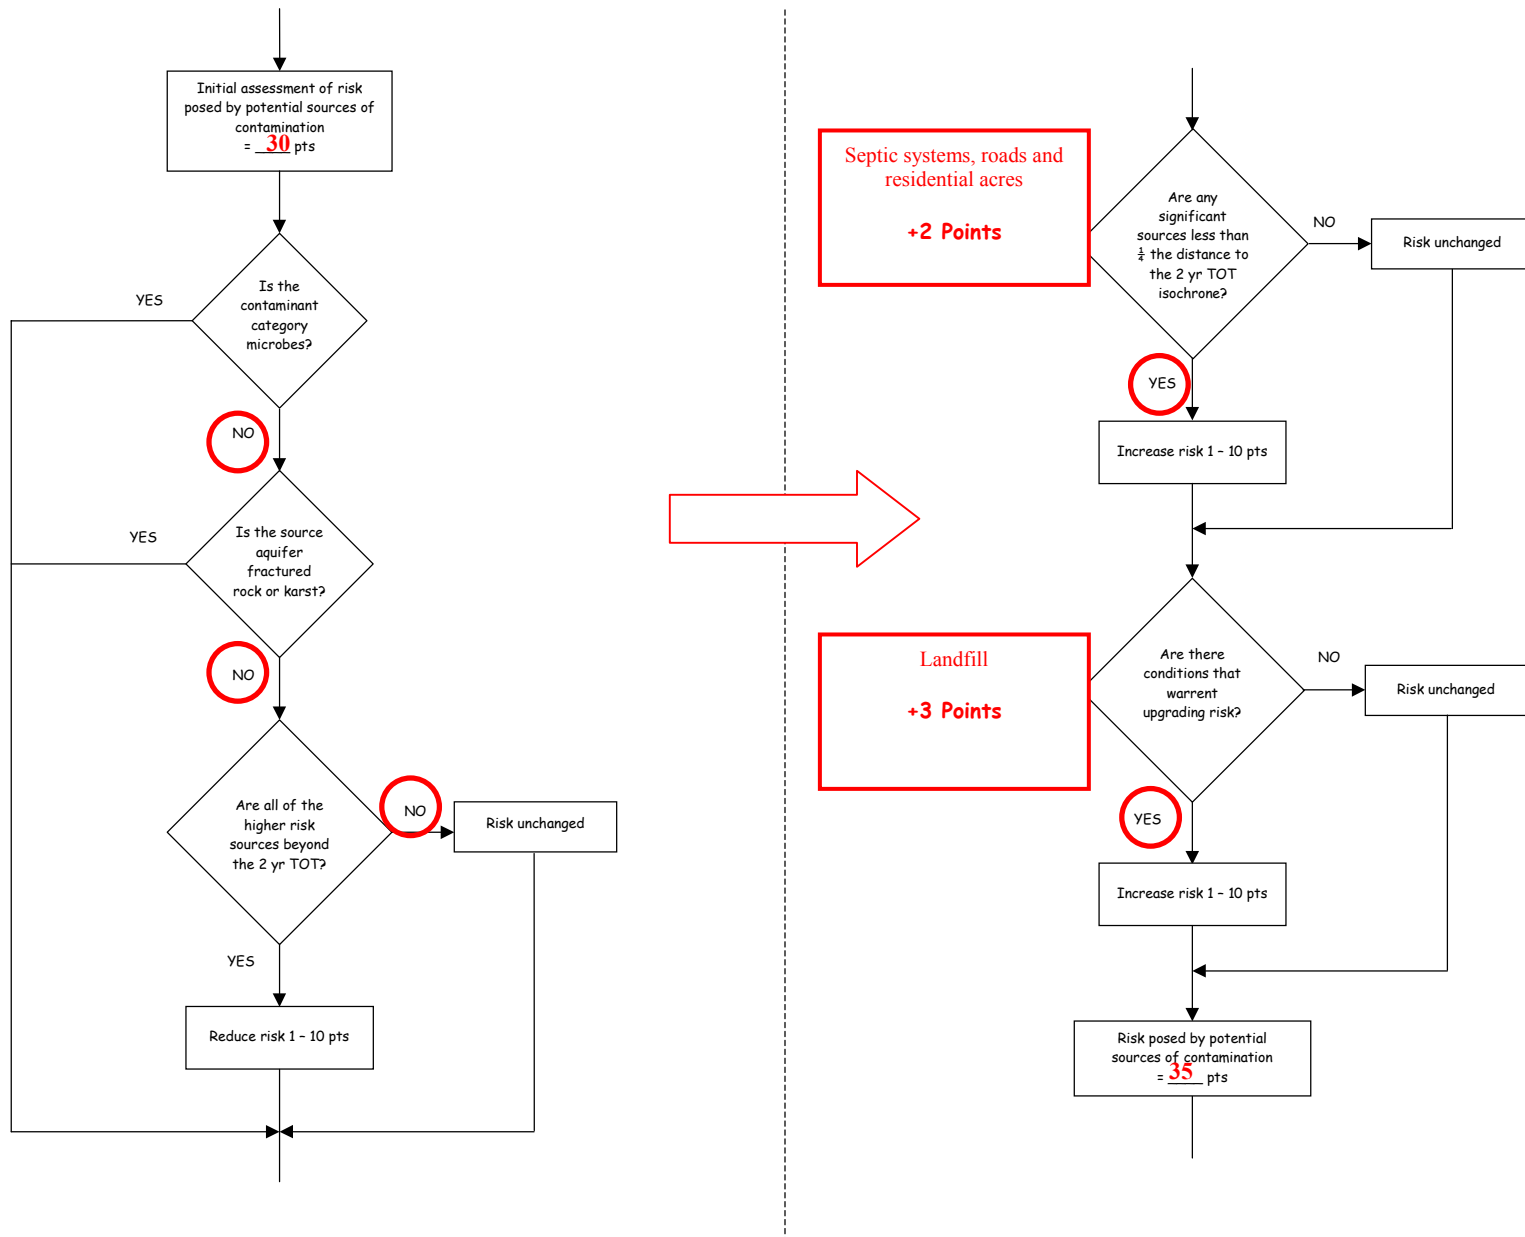 Initial assessment of risk
posed by potential sources of
contamination
= 30 pts
Is the
contaminant
category
microbes?
YES
NO
Is the source
aquifer
fractured
rock or karst?
YES
NO
Are all of the
higher risk
sources beyond
the 2 yr TOT?
NO
Risk unchanged
YES
Reduce risk 1 – 10 pts
Septic systems, roads and
residential acres
+2 Points
Are any
significant
sources less than
¼ the distance to
the 2 yr TOT
isochrone?
NO
Risk unchanged
YES
Increase risk 1 – 10 pts
Landfill
+3 Points
Are there
conditions that
warrent
upgrading risk?
NO
Risk unchanged
YES
Increase risk 1 – 10 pts
Risk posed by potential
sources of contamination
= 35 pts